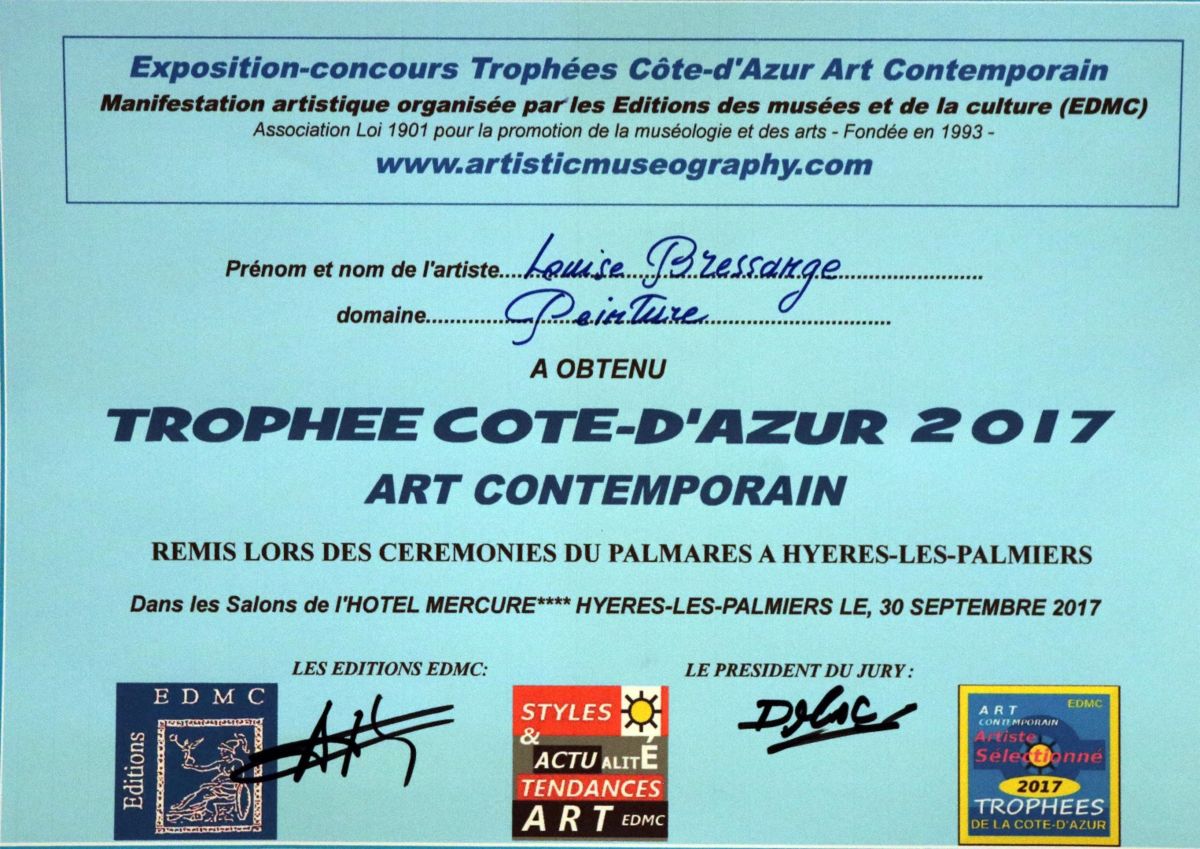 Exposition-concours Trophées Côte-d'Azur Art Contemporain
Manifestation artistique organisée par les Editions des musées et de la culture (EDMC)
Association Loi 1901 pour la promotion de la muséologie et des arts - Fondée en 1993 -
www.artisticmuseography.com
Prénom et nom de l'artiste....Louise Bressange....
domaine....Peinture....
A OBTENU
TROPHEE COTE-D'AZUR 2017
ART CONTEMPORAIN
REMIS LORS DES CEREMONIES DU PALMARES A HYERES-LES-PALMIERS
Dans les Salons de l'HOTEL MERCURE**** HYERES-LES-PALMIERS LE, 30 SEPTEMBRE 2017
LES EDITIONS EDMC:
LE PRESIDENT DU JURY :
EDMC
Editions
STYLES
&
ACTUALITÉ
TENDANCES
ART EDMC
EDMC
ART
CONTEMPORAIN
Artiste
Sélectionné
2017
TROPHEES
DE LA COTE-D'AZUR